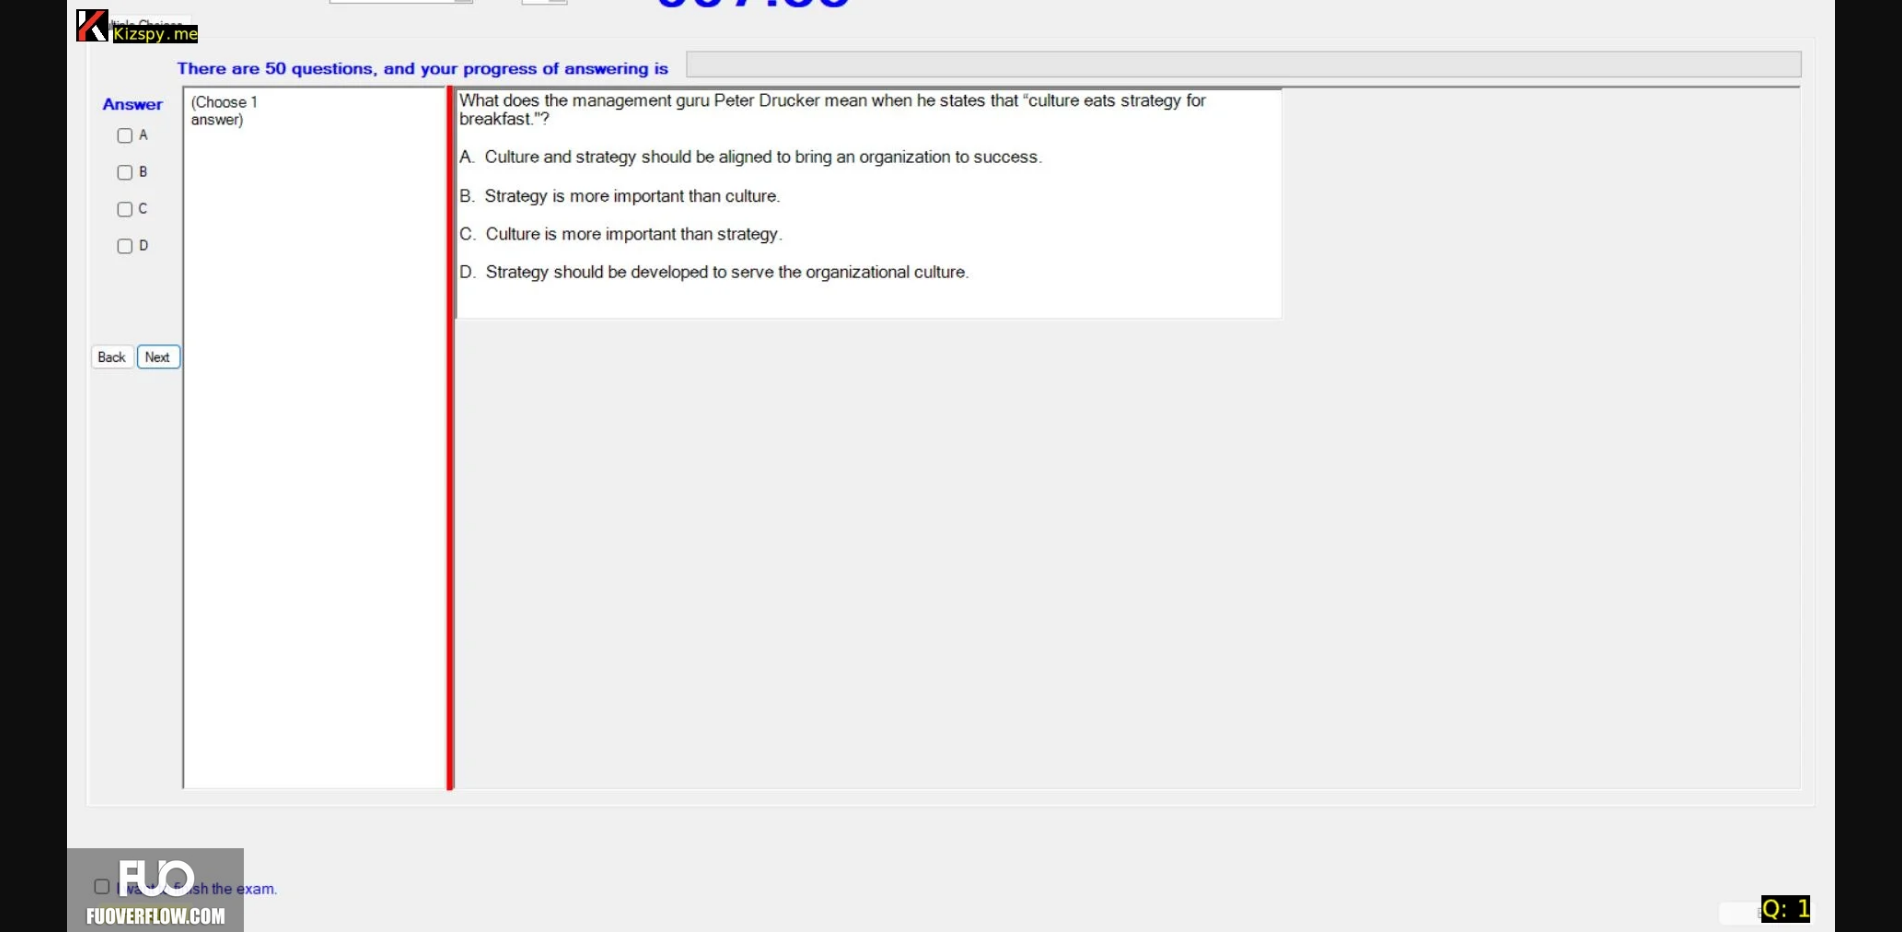 Kizspy.me
There are 50 questions, and your progress of answering is
Answer
(Choose 1
answer)
A
B
C
D
Back
Next
What does the management guru Peter Drucker mean when he states that “culture eats strategy for
breakfast.”?
A. Culture and strategy should be aligned to bring an organization to success.
B. Strategy is more important than culture.
C. Culture is more important than strategy.
D. Strategy should be developed to serve the organizational culture.
FUO
the exam.
FUOVERFLOW.COM
Q: 1